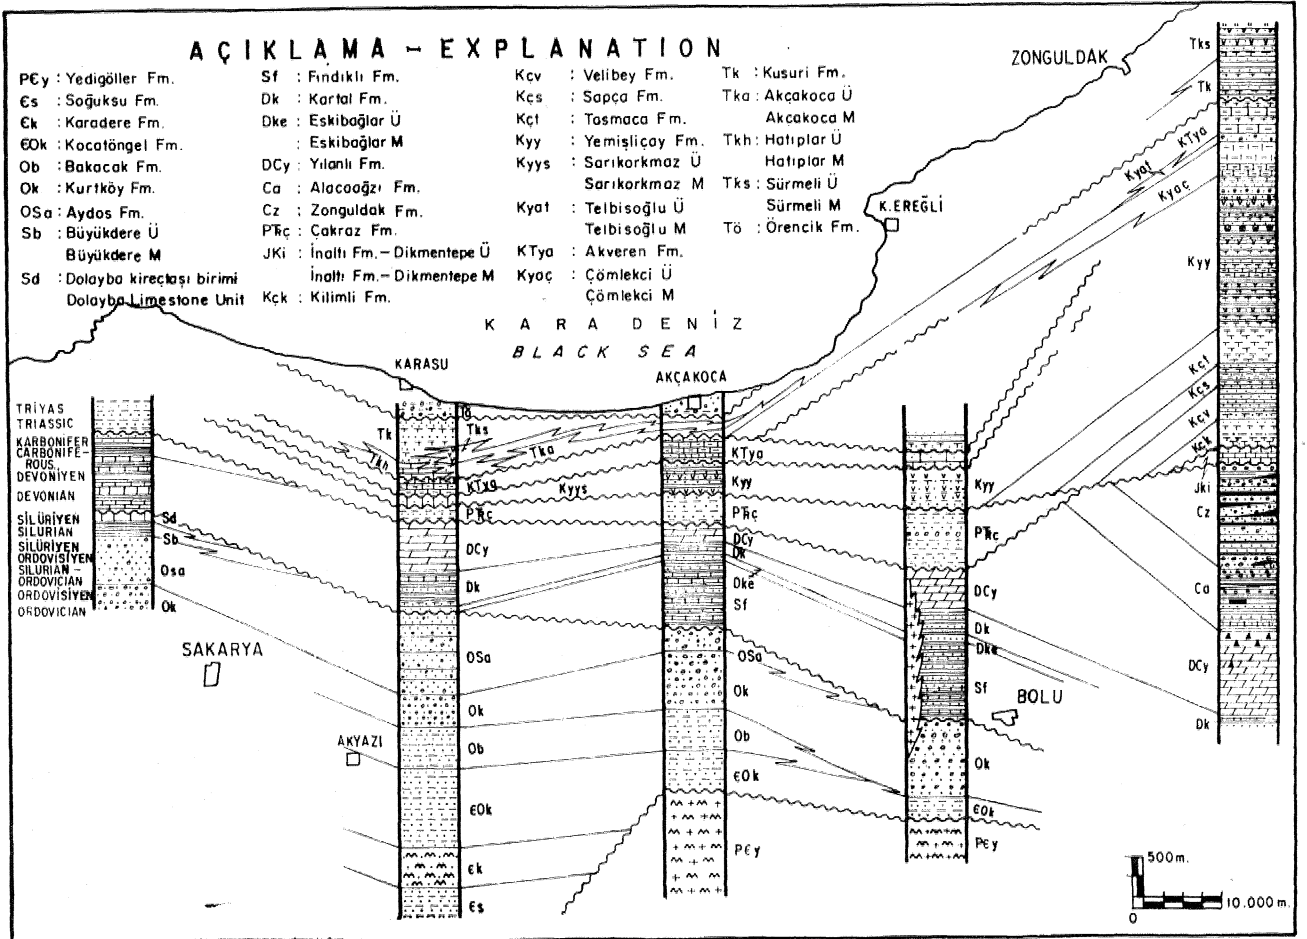 AÇIKLAMA - EXPLANATION
PЄy : Yedigöller Fm.
Єs : Soğuksu Fm.
Єk : Karadere Fm.
ЄOk : Kocatöngel Fm.
Ob : Bakacak Fm.
Ok : Kurtköy Fm.
OSa : Aydos Fm.
Sb : Büyükdere Ü
Büyükdere M
Sd : Dolayba kireçtaşı birimi
Dolayba Limestone Unit
Sf : Fındıklı Fm.
Dk : Kartal Fm.
Dke : Eskibağlar Ü
: Eskibağlar M
DCy : Yılanlı Fm.
Ca : Alacaağzı Fm.
Cz : Zonguldak Fm.
PTRç : Çakraz Fm.
JKi : İnaltı Fm.-Dikmentepe Ü
İnaltı Fm.-Dikmentepe M
Kçk : Kilimli Fm.
Kçv : Velibey Fm.
Kçs : Sapça Fm.
Kçt : Tasmaca Fm.
Kyy : Yemişliçay Fm.
Kyys : Sarıkorkmaz Ü
Sarıkorkmaz M
Kyat : Telbisoğlu Ü
Telbisoğlu M
KTya : Akveren Fm.
Kyaç : Çömlekci Ü
Çömlekci M
Tk : Kusuri Fm.
Tka : Akçakoca Ü
Akçakoca M
Tkh : Hatıplar Ü
Hatıplar M
Tks : Sürmeli Ü
Sürmeli M
Tö : Örencik Fm.
ZONGULDAK
K.EREĞLİ
KARA DENİZ
BLACK SEA
KARASU
AKÇAKOCA
SAKARYA
AKYAZI
BOLU
TRİYAS
TRIASSIC
KARBONİFER
CARBONIFE-
ROUS
DEVONİYEN
DEVONIAN
SİLÜRİYEN
SILURIAN
SİLÜRİYEN
ORDOVİSİYEN
SILURIAN-
ORDOVICIAN
ORDOVİSİYEN
ORDOVICIAN
Sd
Sb
Osa
Ok
Tk
Tkh
Tö
Tks
Tka
KTya
Kyys
PTRç
DCy
Dk
OSa
Ok
Ob
ЄOk
Єk
Єs
KTya
Kyy
PTRç
DCy
Dk
Dke
Sf
OSa
Ok
Ob
ЄOk
PЄy
Kyy
PTRç
DCy
Dk
Dke
Sf
Ok
ЄOk
PЄy
Tks
Tk
KTya
Kyat
Kyaç
Kyy
Kçt
Kçs
Kçv
Kçk
Jki
Cz
Ca
DCy
Dk
500m.
10.000 m.
0